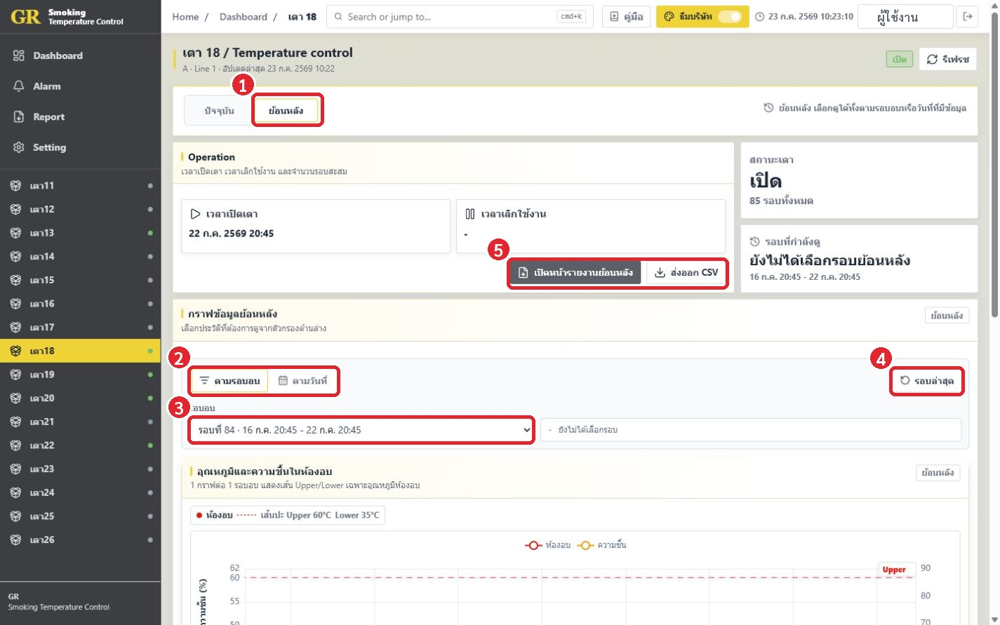 GR Smoking Temperature Control
Dashboard
Alarm
Report
Setting
เตา11
เตา12
เตา13
เตา14
เตา15
เตา16
เตา17
เตา18
เตา19
เตา20
เตา21
เตา22
เตา23
เตา24
เตา25
เตา26
GR
Smoking Temperature Control
Home / Dashboard / เตา 18
Search or jump to... cmd+k
คู่มือ
ธีมบริษัท
23 ก.ค. 2569 10:23:10
ผู้ใช้งาน
เตา 18 / Temperature control
A · Line 1 · อัปเดตล่าสุด 23 ก.ค. 2569 10:22
เปิด
รีเฟรช
1
ปัจจุบัน
ย้อนหลัง
ย้อนหลัง เลือกดูได้ทั้งตามรอบอบหรือวันที่ที่มีข้อมูล
Operation
เวลาเปิดเตา เวลาเลิกใช้งาน และจำนวนรอบสะสม
เวลาเปิดเตา
22 ก.ค. 2569 20:45
เวลาเลิกใช้งาน
-
5
เปิดหน้ารายงานย้อนหลัง
ส่งออก CSV
สถานะเตา
เปิด
85 รอบทั้งหมด
รอบที่กำลังดู
ยังไม่ได้เลือกรอบย้อนหลัง
16 ก.ค. 20:45 - 22 ก.ค. 20:45
กราฟข้อมูลย้อนหลัง
เลือกประวัติที่ต้องการดูจากตัวกรองด้านล่าง
ย้อนหลัง
2
ตามรอบอบ
ตามวันที่
4
รอบล่าสุด
3
รอบที่ 84 · 16 ก.ค. 20:45 - 22 ก.ค. 20:45
- ยังไม่ได้เลือกรอบ
อุณหภูมิและความชื้นในห้องอบ
1 กราฟต่อ 1 รอบอบ แสดงเส้น Upper/Lower เฉพาะอุณหภูมิห้องอบ
ย้อนหลัง
ห้องอบ ------ เส้นปะ Upper 60°C Lower 35°C
ห้องอบ ความชื้น
62
60
55
50
Upper
90
80
70